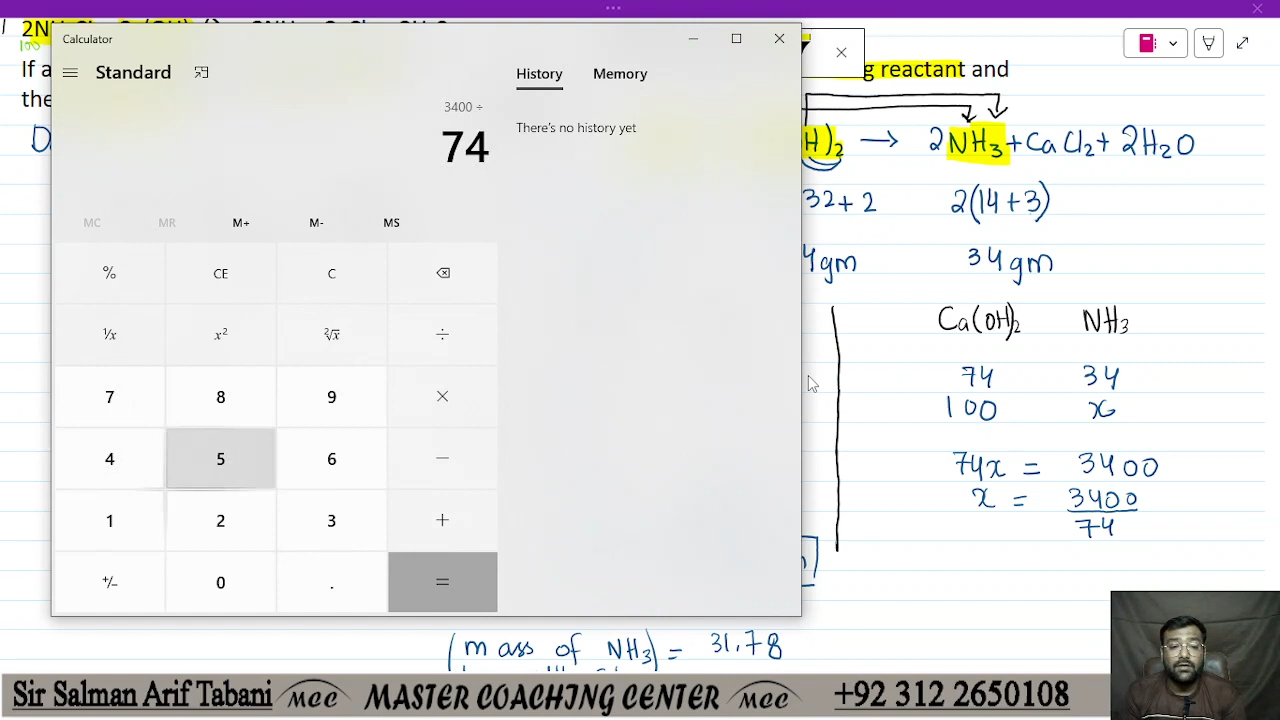 Calculator
Standard
History
Memory
There's no history yet
3400 ÷
74
MC MR M+ M- MS
% CE C
¹/x x² ²√x ÷
7 8 9 ×
4 5 6 −
1 2 3 +
+/− 0 . =
If a
g reactant and
the
H)₂ → 2NH₃ + CaCl₂ + 2H₂O
32+2 2(14+3)
4gm 34gm
Ca(OH)₂ NH₃
74 34
100 x
74x = 3400
x = 3400
74
(mass of NH₃) = 31.78
Sir Salman Arif Tabani MCC MASTER COACHING CENTER MCC +92 312 2650108